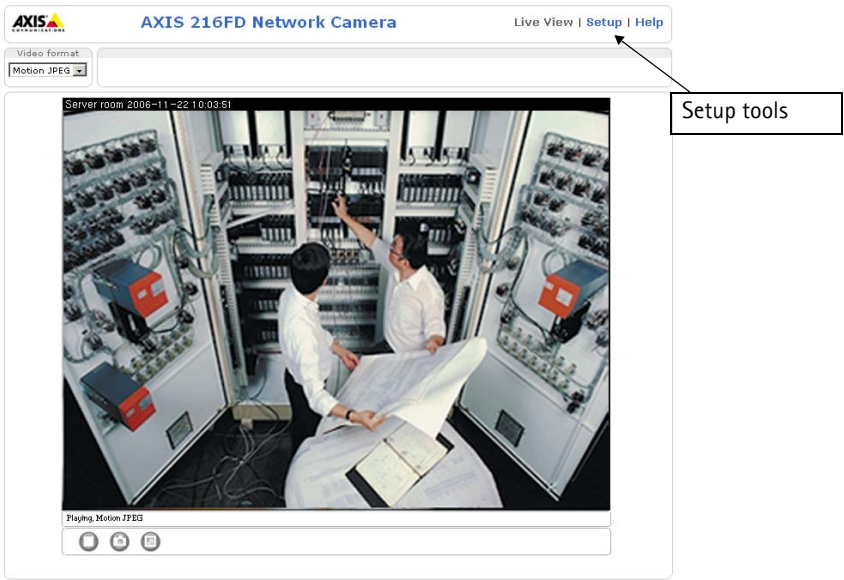 AXIS
COMMUNICATIONS
AXIS 216FD Network Camera
Live View | Setup | Help
Video format
Motion JPEG
Setup tools
Server room 2006-11-22 10:03:51
Playing, Motion JPEG